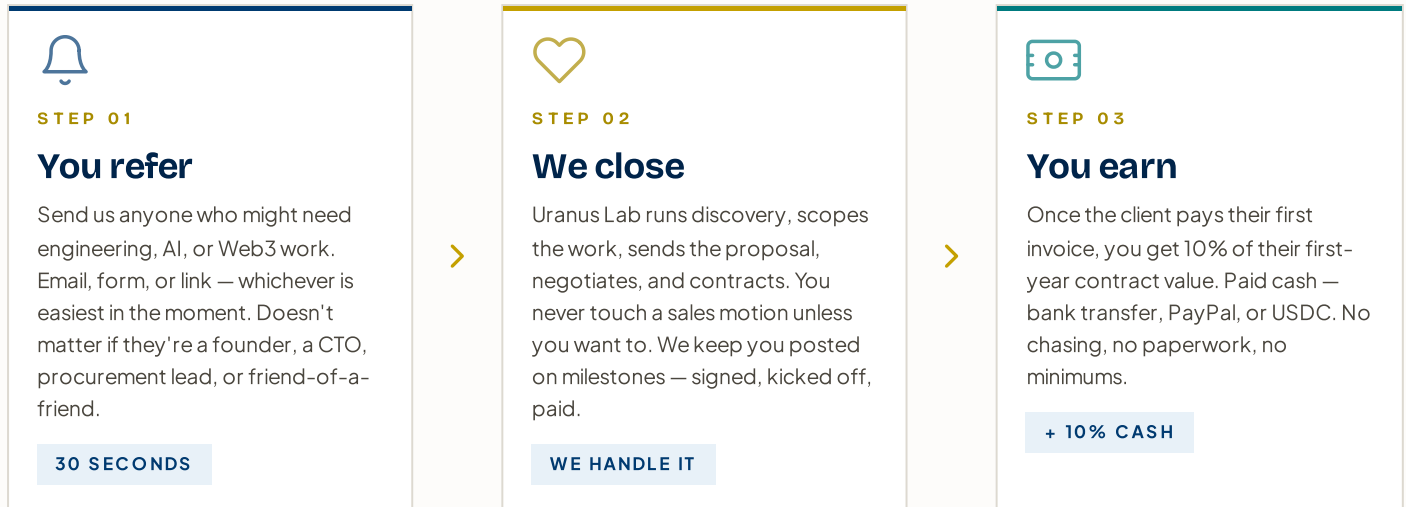 STEP 01
You refer
Send us anyone who might need
engineering, AI, or Web3 work.
Email, form, or link — whichever is
easiest in the moment. Doesn't
matter if they're a founder, a CTO,
procurement lead, or friend-of-a-
friend.
30 SECONDS
STEP 02
We close
Uranus Lab runs discovery, scopes
the work, sends the proposal,
negotiates, and contracts. You
never touch a sales motion unless
you want to. We keep you posted
on milestones — signed, kicked off,
paid.
WE HANDLE IT
STEP 03
You earn
Once the client pays their first
invoice, you get 10% of their first-
year contract value. Paid cash —
bank transfer, PayPal, or USDC. No
chasing, no paperwork, no
minimums.
+ 10% CASH